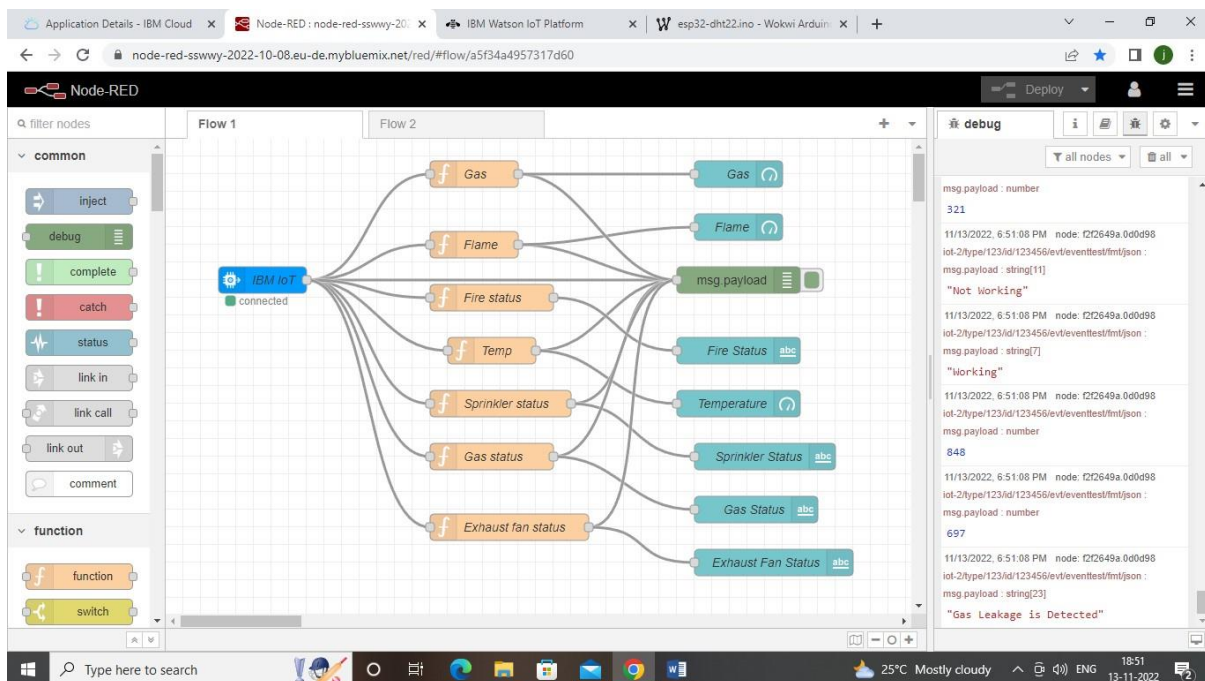 Application Details - IBM Cloud
Node-RED : node-red-sswwy-202
IBM Watson IoT Platform
esp32-dht22.ino - Wokwi Arduin
node-red-sswwy-2022-10-08.eu-de.mybluemix.net/red/#flow/a5f34a4957317d60
j
Node-RED
Deploy
filter nodes
Flow 1
Flow 2
debug
i
all nodes
all
common
inject
debug
complete
catch
status
link in
link call
link out
comment
function
function
switch
IBM IoT
connected
Gas
Flame
Fire status
Temp
Sprinkler status
Gas status
Exhaust fan status
Gas
Flame
msg.payload
Fire Status abc
Temperature
Sprinkler Status abc
Gas Status abc
Exhaust Fan Status abc
msg.payload : number
321
11/13/2022, 6:51:08 PM node: f2f2649a.0d0d98
iot-2/type/123/id/123456/evt/eventtest/fmt/json :
msg.payload : string[11]
"Not Working"
11/13/2022, 6:51:08 PM node: f2f2649a.0d0d98
iot-2/type/123/id/123456/evt/eventtest/fmt/json :
msg.payload : string[7]
"Working"
11/13/2022, 6:51:08 PM node: f2f2649a.0d0d98
iot-2/type/123/id/123456/evt/eventtest/fmt/json :
msg.payload : number
848
11/13/2022, 6:51:08 PM node: f2f2649a.0d0d98
iot-2/type/123/id/123456/evt/eventtest/fmt/json :
msg.payload : number
697
11/13/2022, 6:51:08 PM node: f2f2649a.0d0d98
iot-2/type/123/id/123456/evt/eventtest/fmt/json :
msg.payload : string[23]
"Gas Leakage is Detected"
Type here to search
25°C Mostly cloudy
ENG
18:51
13-11-2022
2